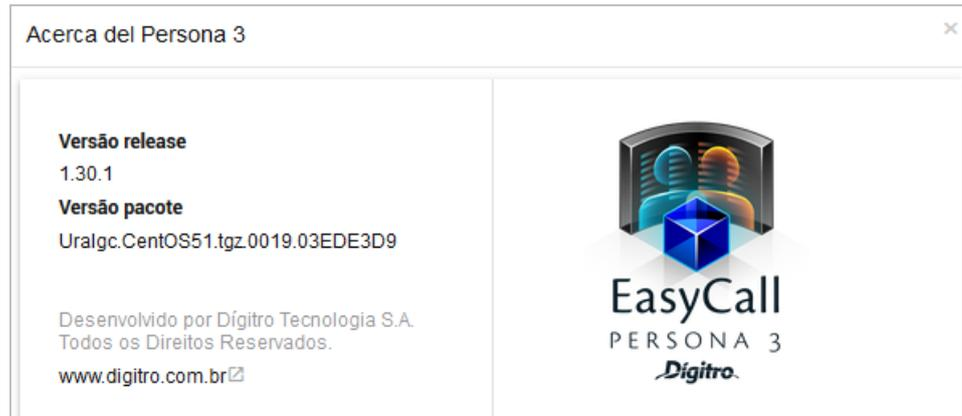 Acerca del Persona 3
Versão release
1.30.1
Versão pacote
Uralgc.CentOS51.tgz.0019.03EDE3D9
Desenvolvido por Dígitro Tecnologia S.A.
Todos os Direitos Reservados.
www.digitro.com.br
EasyCall
PERSONA 3
Dígitro